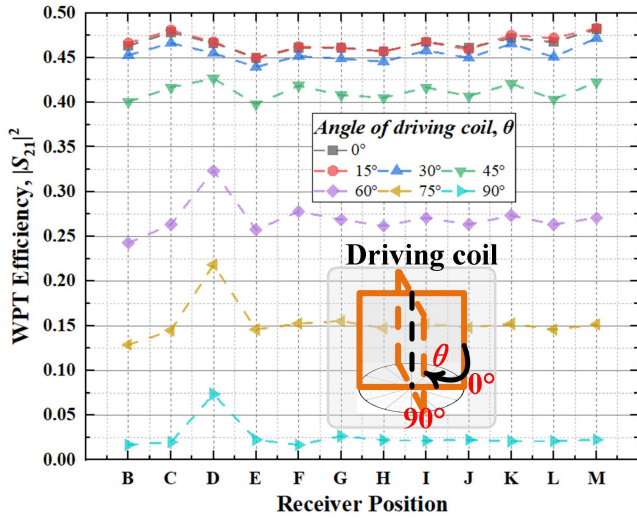 0.50
0.45
0.40
0.35
0.30
0.25
0.20
0.15
0.10
0.05
0.00
WPT Efficiency, |S₂₁|²
Angle of driving coil, θ
0°
15° 30° 45°
60° 75° 90°
Driving coil
θ
0°
90°
B C D E F G H I J K L M
Receiver Position